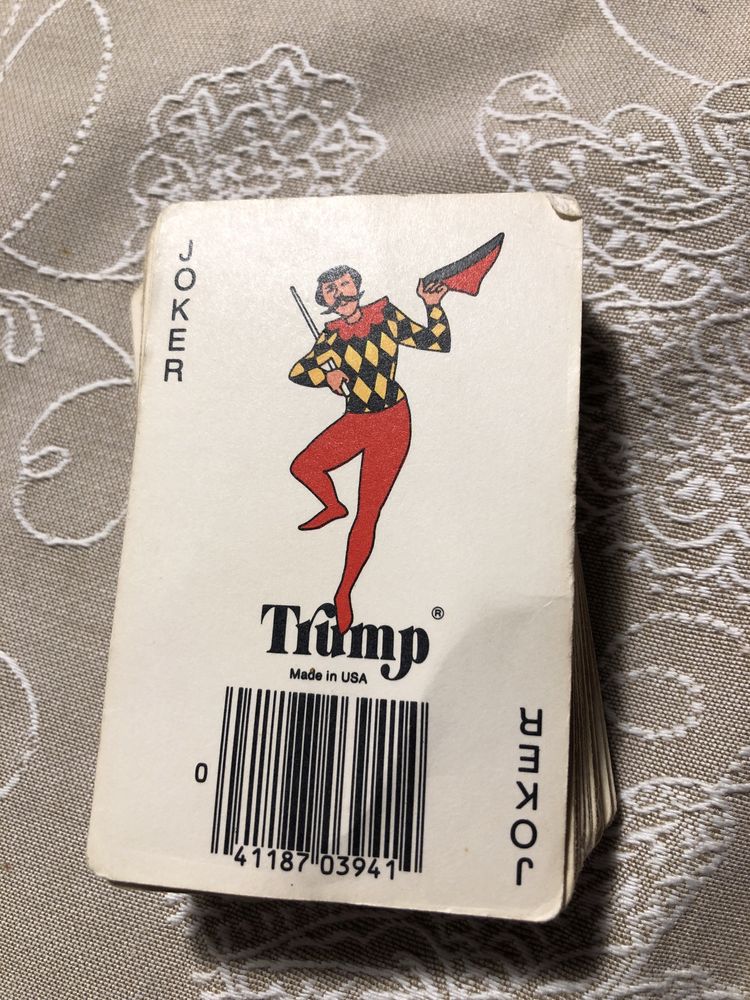 JOKER
Trump®
Made in USA
0
41187 03941
JOKER